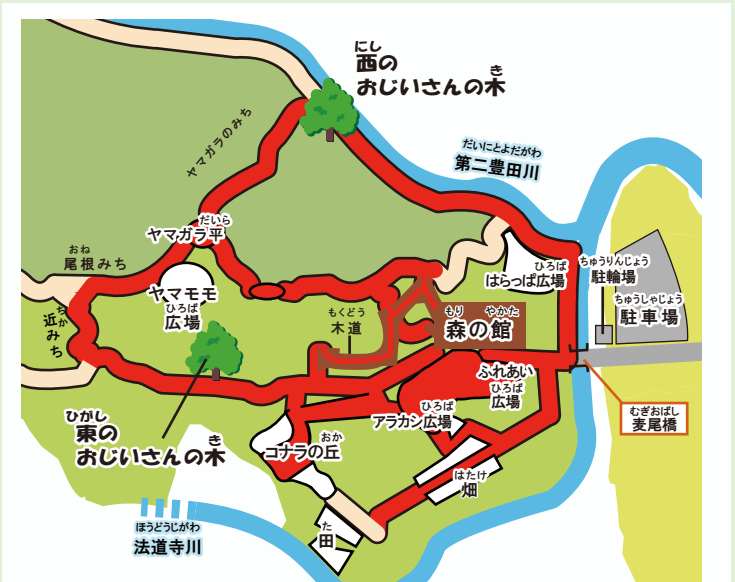 にし
西の
き
おじいさんの木
だいにとよだがわ
第二豊田川
ヤマガラのみち
だいら
ヤマガラ平
おね
尾根みち
ちか
近みち
ヤマモモ
ひろば
広場
もくどう
木道
もり やかた
森の館
ひろば
はらっぱ広場
ちゅうりんじょう
駐輪場
ちゅうしゃじょう
駐車場
ふれあい
ひろば
広場
ひろば
アラカシ広場
むぎおばし
麦尾橋
ひがし
東の
き
おじいさんの木
おか
コナラの丘
はたけ
畑
た
田
ほうどうじがわ
法道寺川